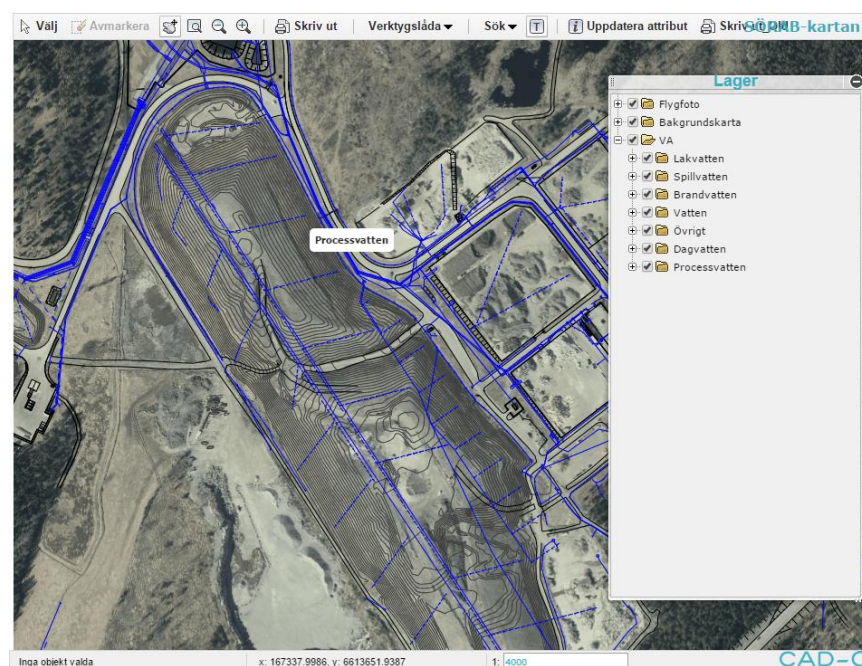 Välj Avmarkera Skriv ut Verktygslåda Sök T Uppdatera attribut Skriv ut
SÖRAB-kartan
Lager
Flygfoto
Bakgrundskarta
VA
Lakvatten
Spillvatten
Brandvatten
Vatten
Övrigt
Dagvatten
Processvatten
Processvatten
Inga objekt valda x: 167337.9986, y: 6613651.9387 1: 4000